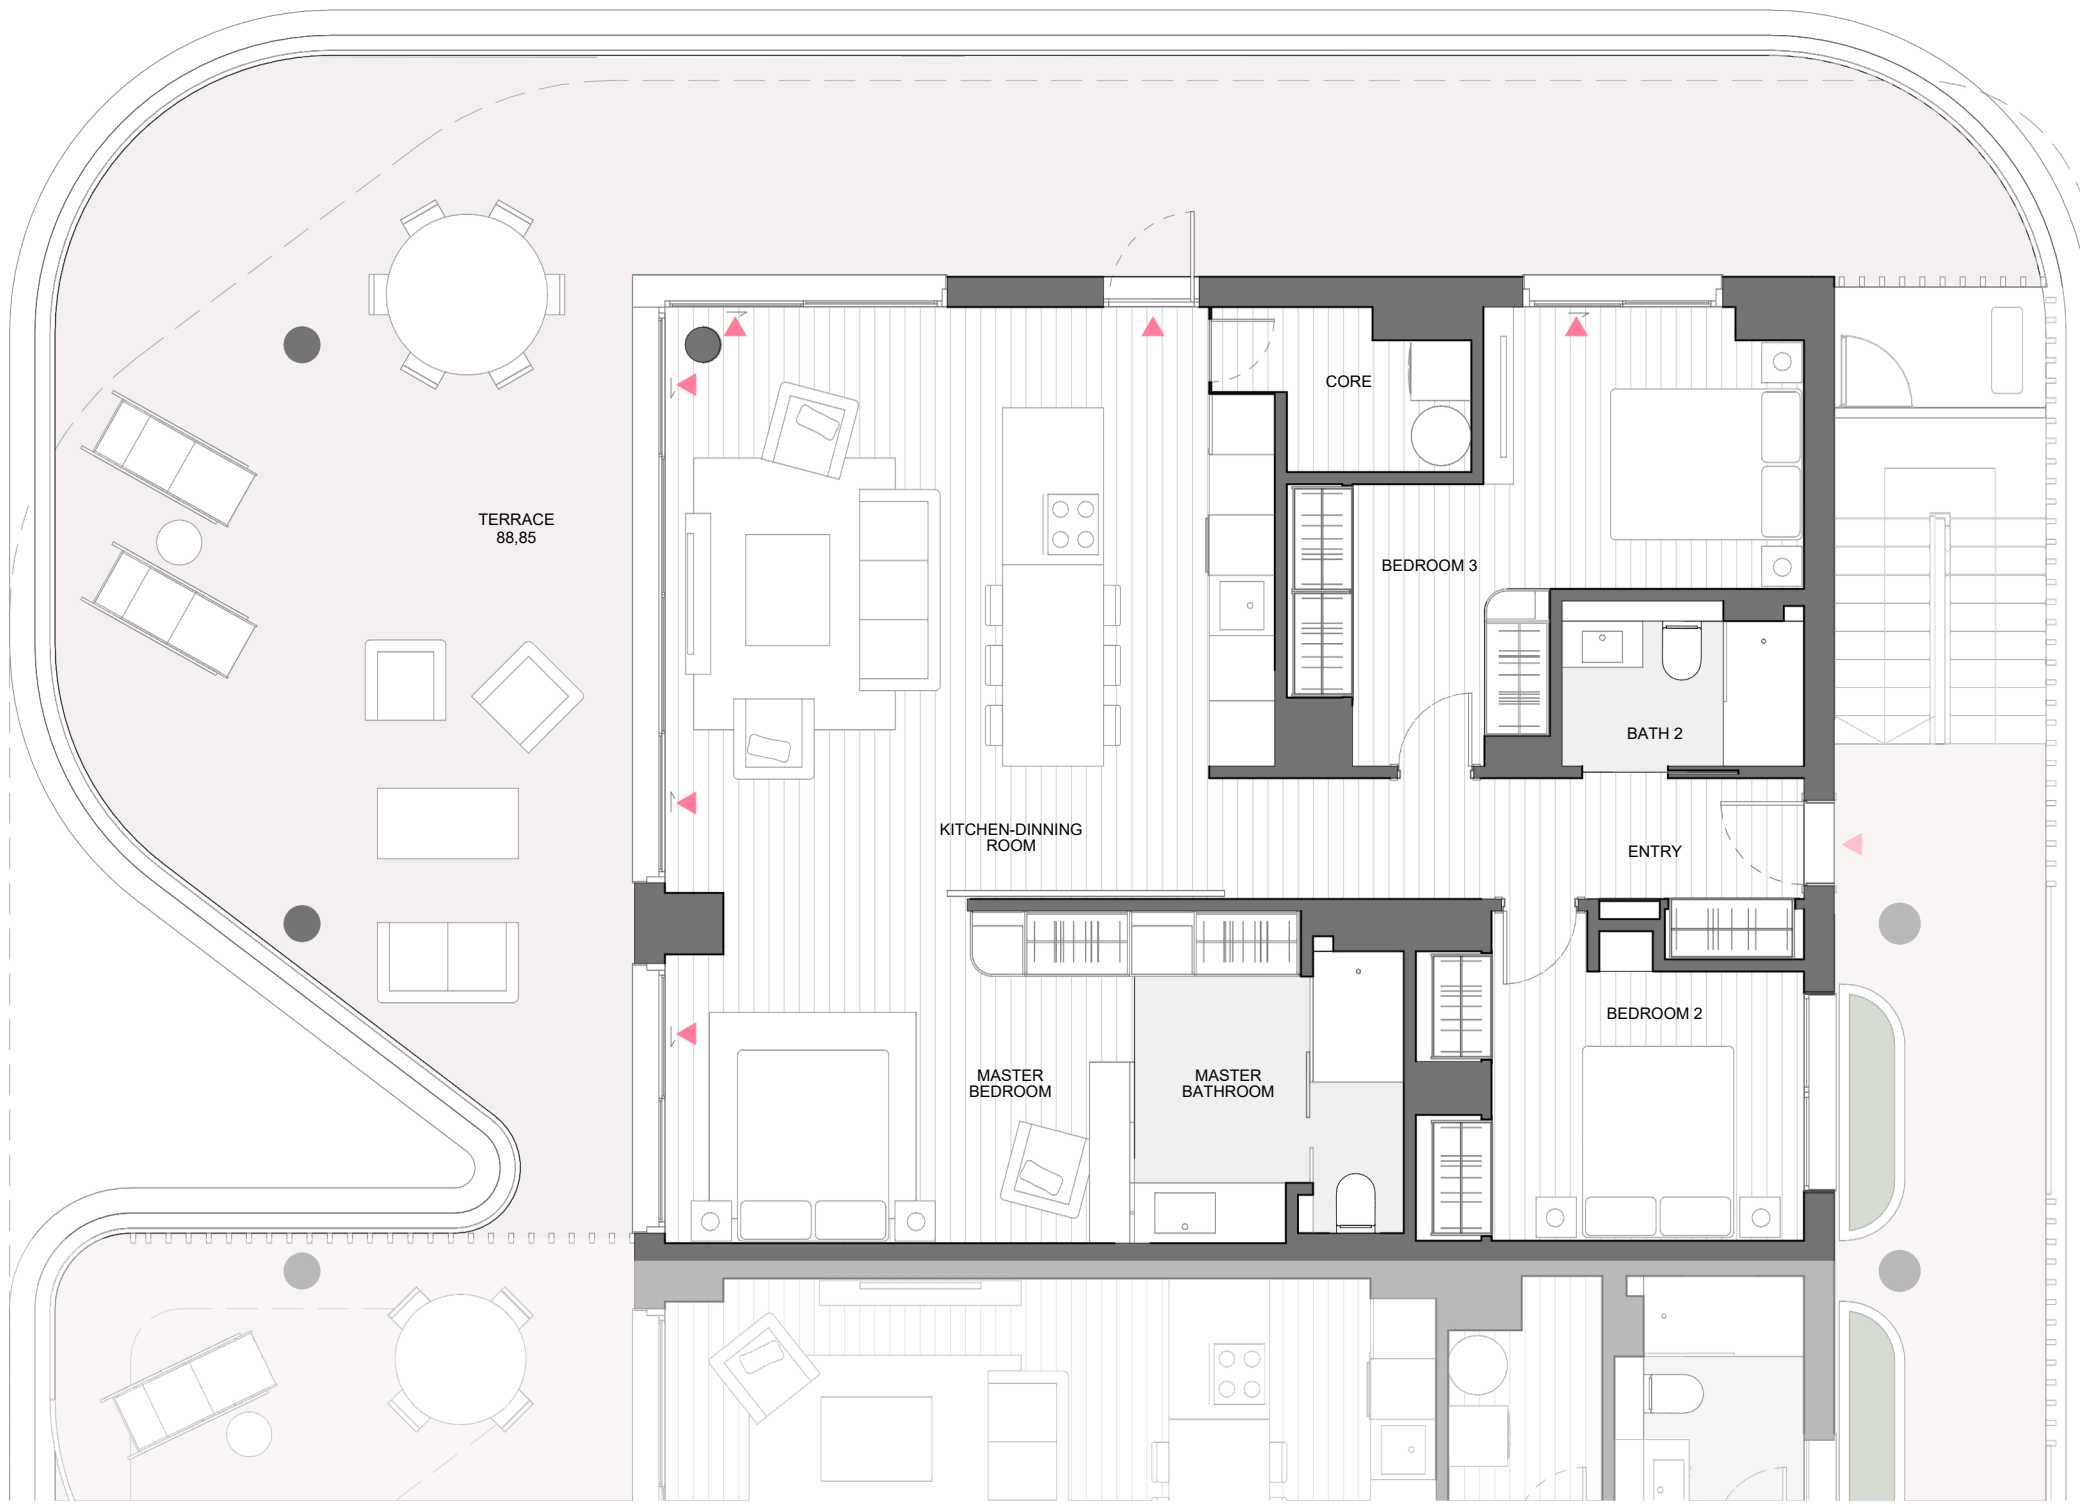 CORE
TERRACE
88,85
BEDROOM 3
BATH 2
KITCHEN-DINNING
ROOM
ENTRY
BEDROOM 2
MASTER
BEDROOM
MASTER
BATHROOM